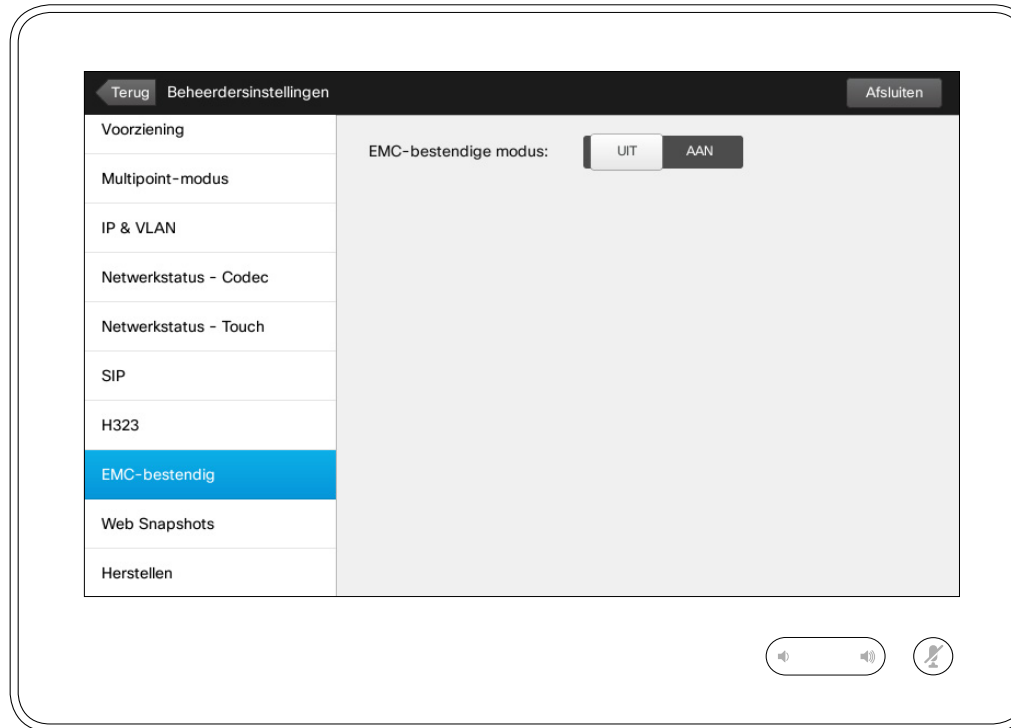 Terug Beheerdersinstellingen Afsluiten
Voorziening
EMC-bestendige modus: UIT AAN
Multipoint-modus
IP & VLAN
Netwerkstatus - Codec
Netwerkstatus - Touch
SIP
H323
EMC-bestendig
Web Snapshots
Herstellen